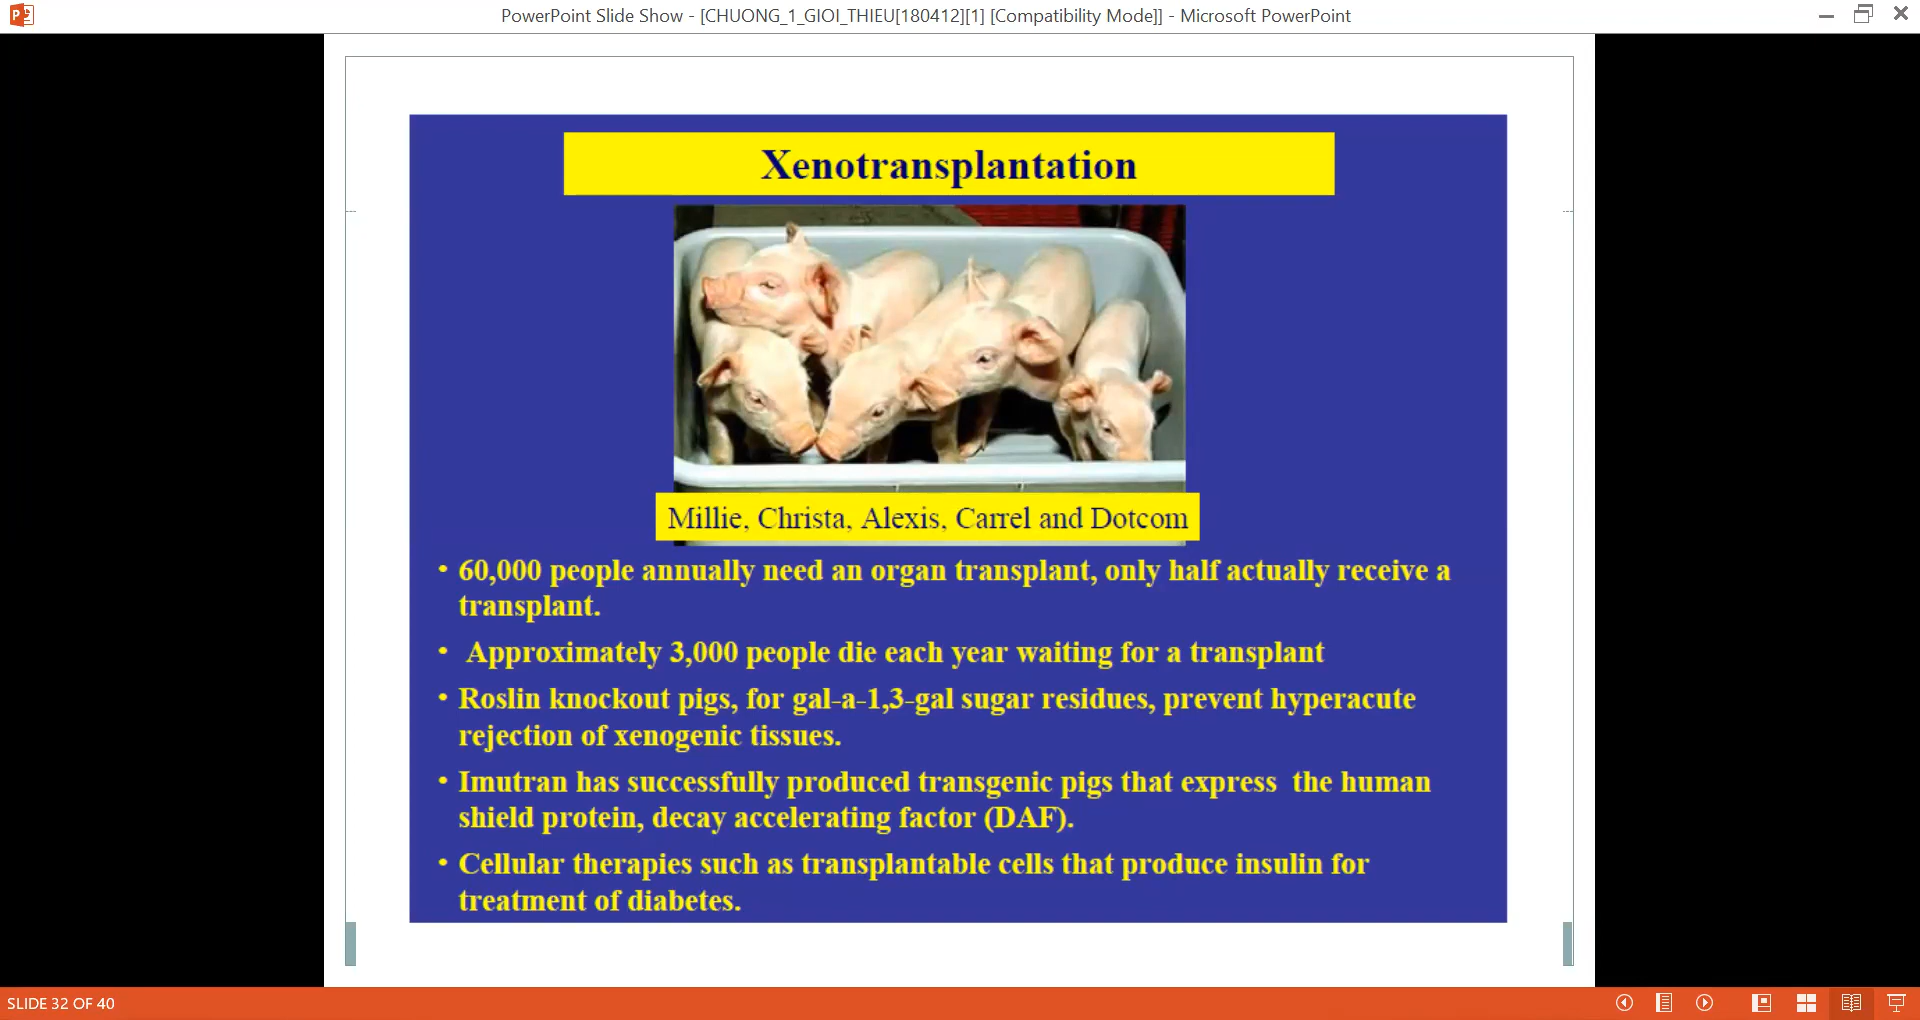 PowerPoint Slide Show - [CHUONG_1_GIOI_THIEU[180412][1] [Compatibility Mode]] - Microsoft PowerPoint
Xenotransplantation
Millie, Christa, Alexis, Carrel and Dotcom
• 60,000 people annually need an organ transplant, only half actually receive a
transplant.
• Approximately 3,000 people die each year waiting for a transplant
• Roslin knockout pigs, for gal-a-1,3-gal sugar residues, prevent hyperacute
rejection of xenogenic tissues.
• Imutran has successfully produced transgenic pigs that express the human
shield protein, decay accelerating factor (DAF).
• Cellular therapies such as transplantable cells that produce insulin for
treatment of diabetes.
SLIDE 32 OF 40